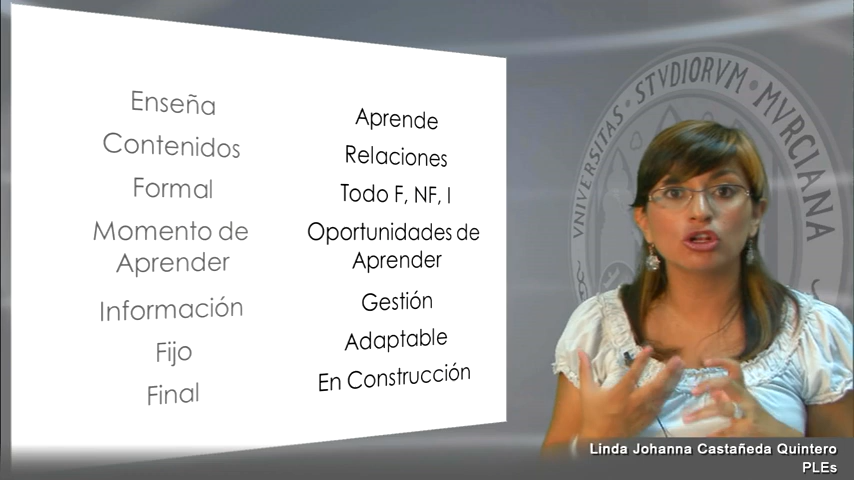 Enseña
Contenidos
Formal
Momento de
Aprender
Información
Fijo
Final
Aprende
Relaciones
Todo F, NF, I
Oportunidades de
Aprender
Gestión
Adaptable
En Construcción
VNIVERSITAS · STVDIORVM · MVRCIANA
Linda Johanna Castañeda Quintero
PLEs